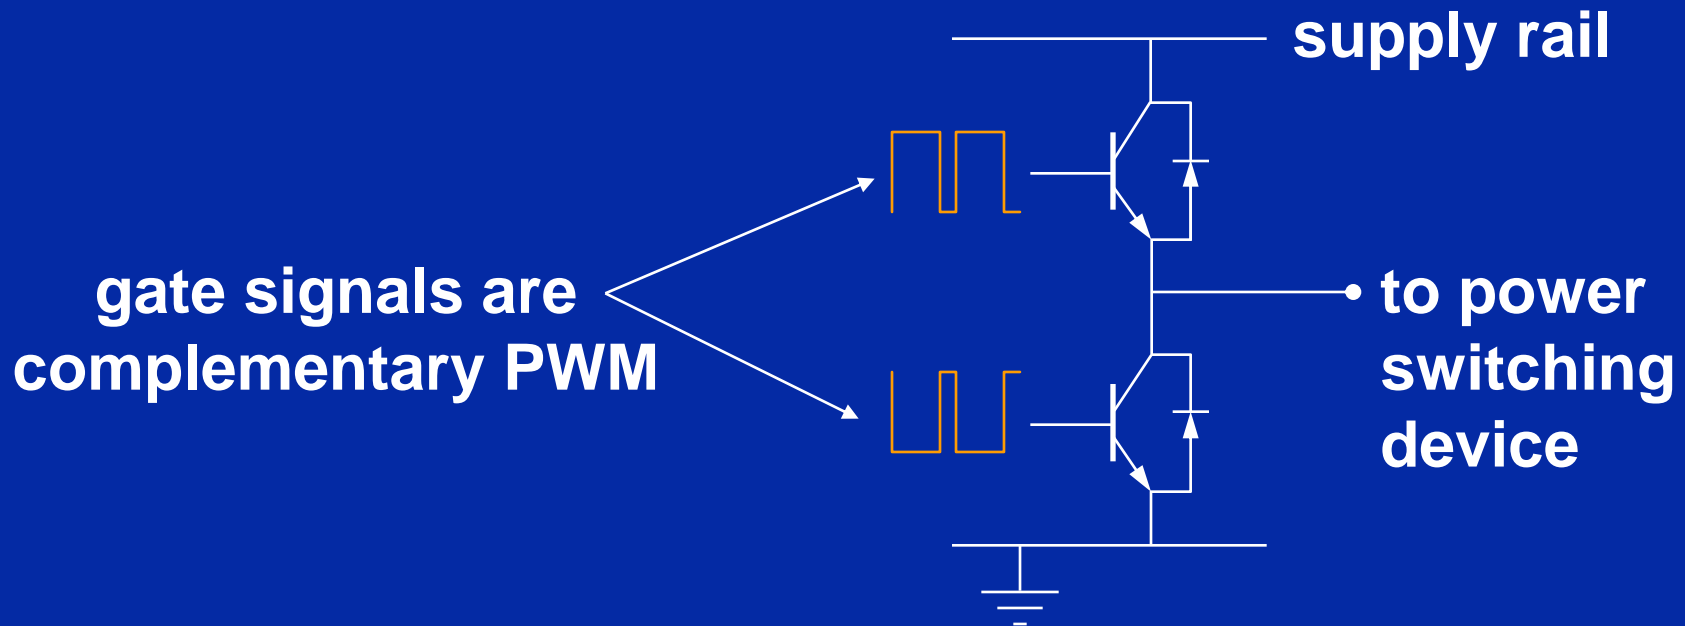 supply rail
gate signals are
complementary PWM
to power
switching
device